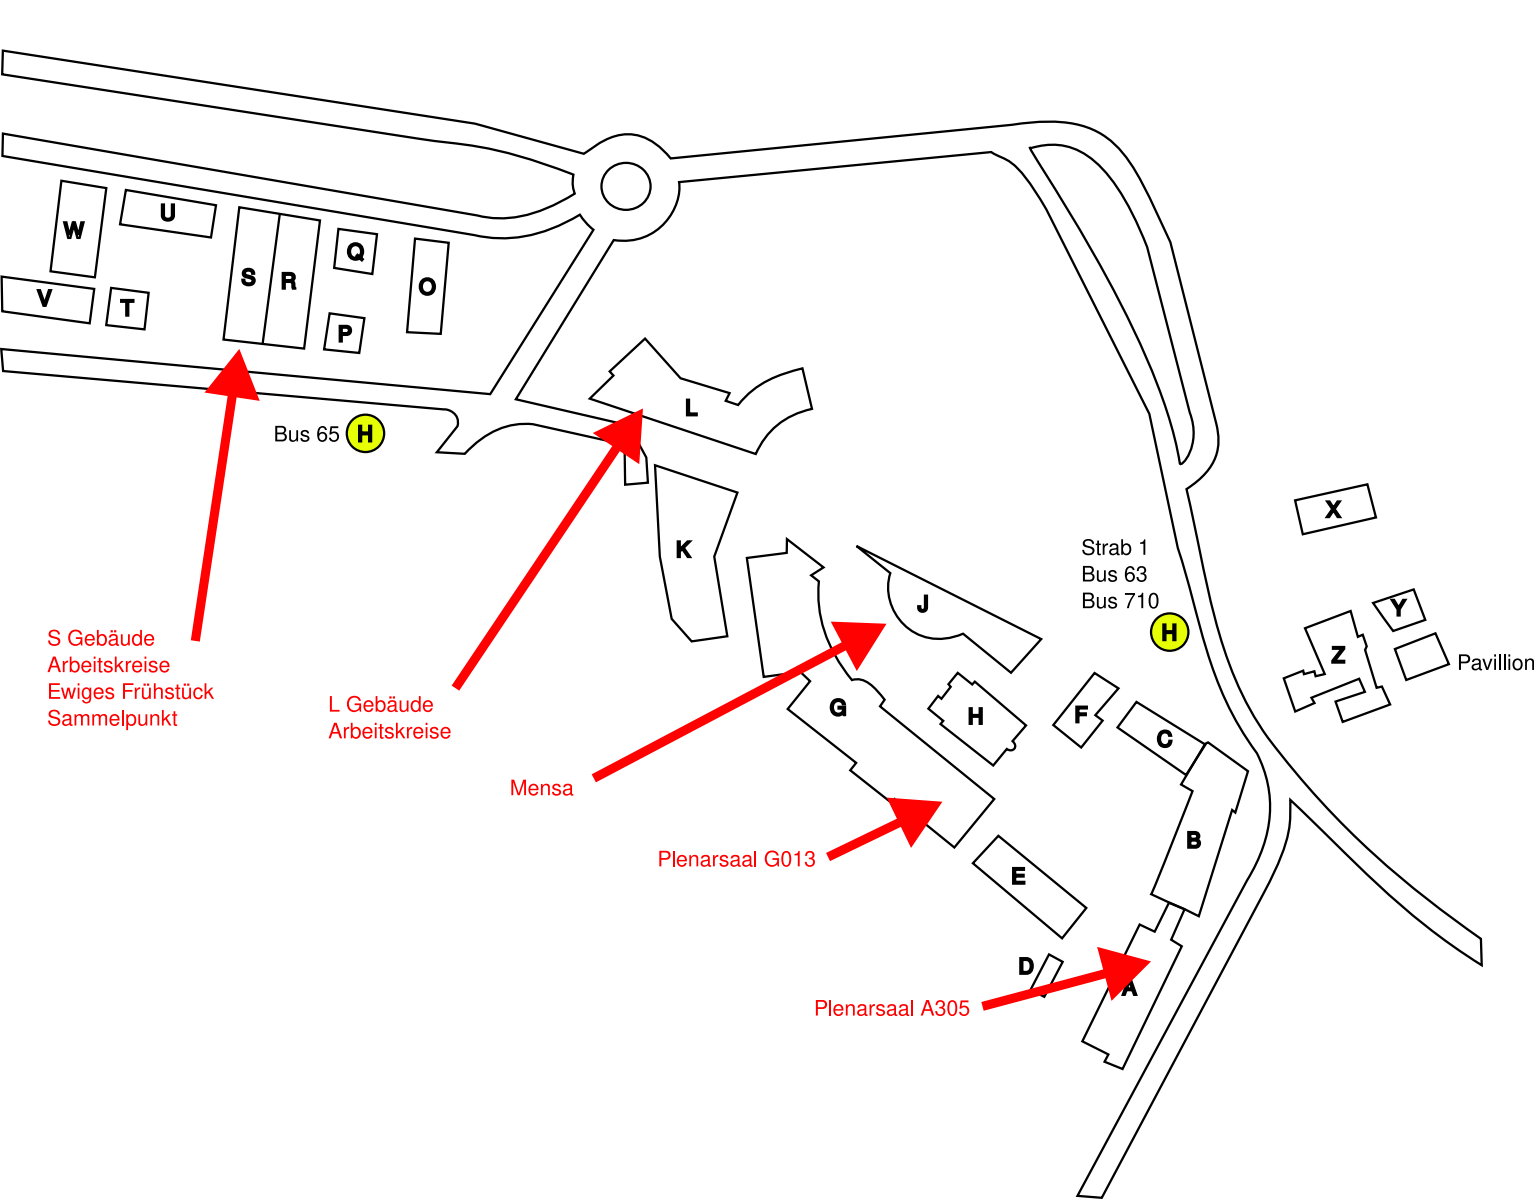 W
U
S
R
Q
O
V
T
P
L
Bus 65 H
K
X
Strab 1
Bus 63
Bus 710
H
J
Y
Z
Pavillion
S Gebäude
Arbeitskreise
Ewiges Frühstück
Sammelpunkt
L Gebäude
Arbeitskreise
G
H
F
C
Mensa
B
Plenarsaal G013
E
D
A
Plenarsaal A305